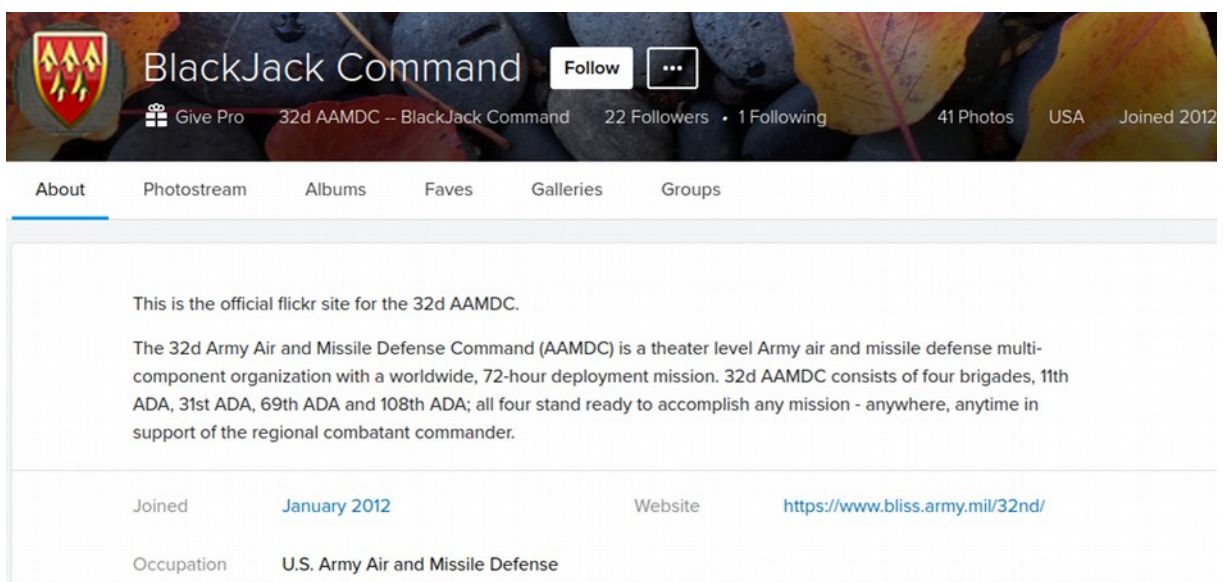 BlackJack Command Follow ...
Give Pro 32d AAMDC -- BlackJack Command 22 Followers • 1 Following 41 Photos USA Joined 2012
About Photostream Albums Faves Galleries Groups
This is the official flickr site for the 32d AAMDC.
The 32d Army Air and Missile Defense Command (AAMDC) is a theater level Army air and missile defense multi-
component organization with a worldwide, 72-hour deployment mission. 32d AAMDC consists of four brigades, 11th
ADA, 31st ADA, 69th ADA and 108th ADA; all four stand ready to accomplish any mission - anywhere, anytime in
support of the regional combatant commander.
Joined January 2012 Website https://www.bliss.army.mil/32nd/
Occupation U.S. Army Air and Missile Defense